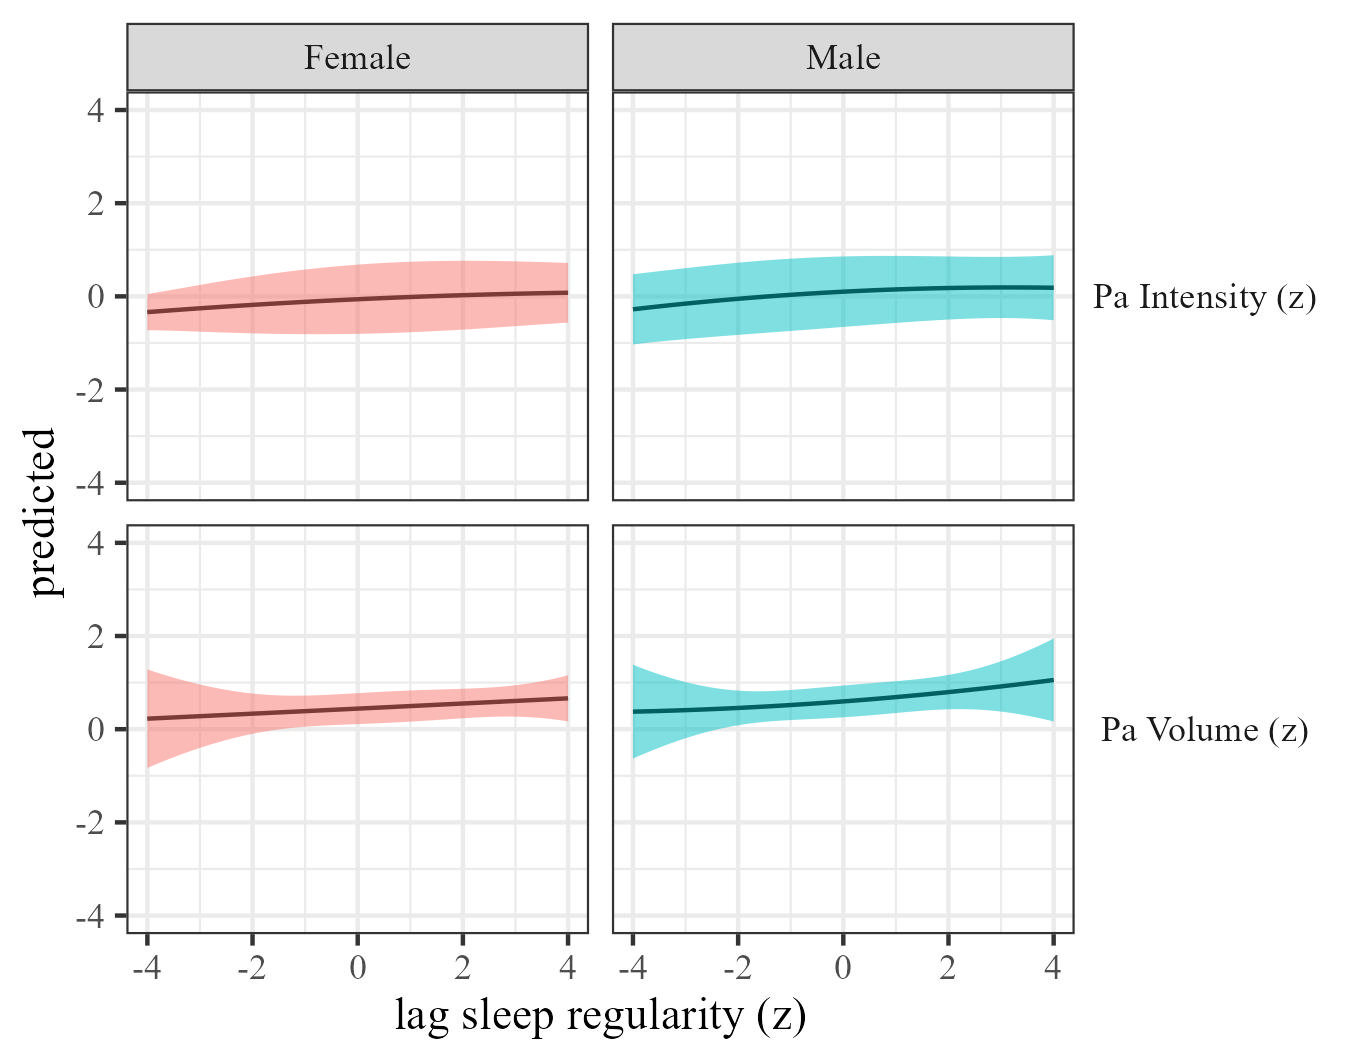 Female Male
4
2
0
-2
-4
Pa Intensity (z)
predicted
4
2
0
-2
-4
Pa Volume (z)
-4 -2 0 2 4 -4 -2 0 2 4
lag sleep regularity (z)